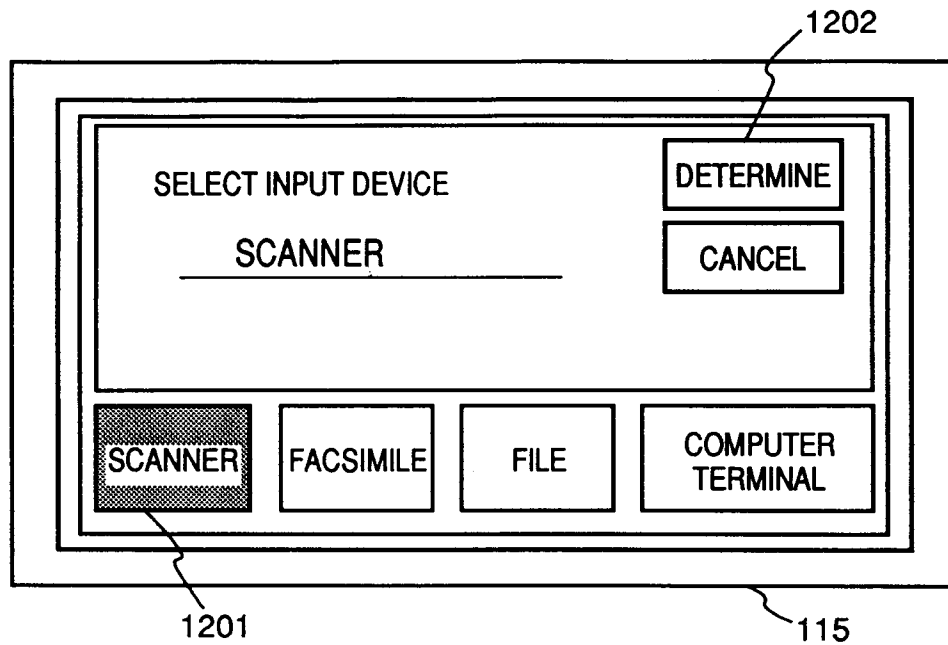 1202
SELECT INPUT DEVICE
DETERMINE
SCANNER
CANCEL
SCANNER
FACSIMILE
FILE
COMPUTER
TERMINAL
1201
115